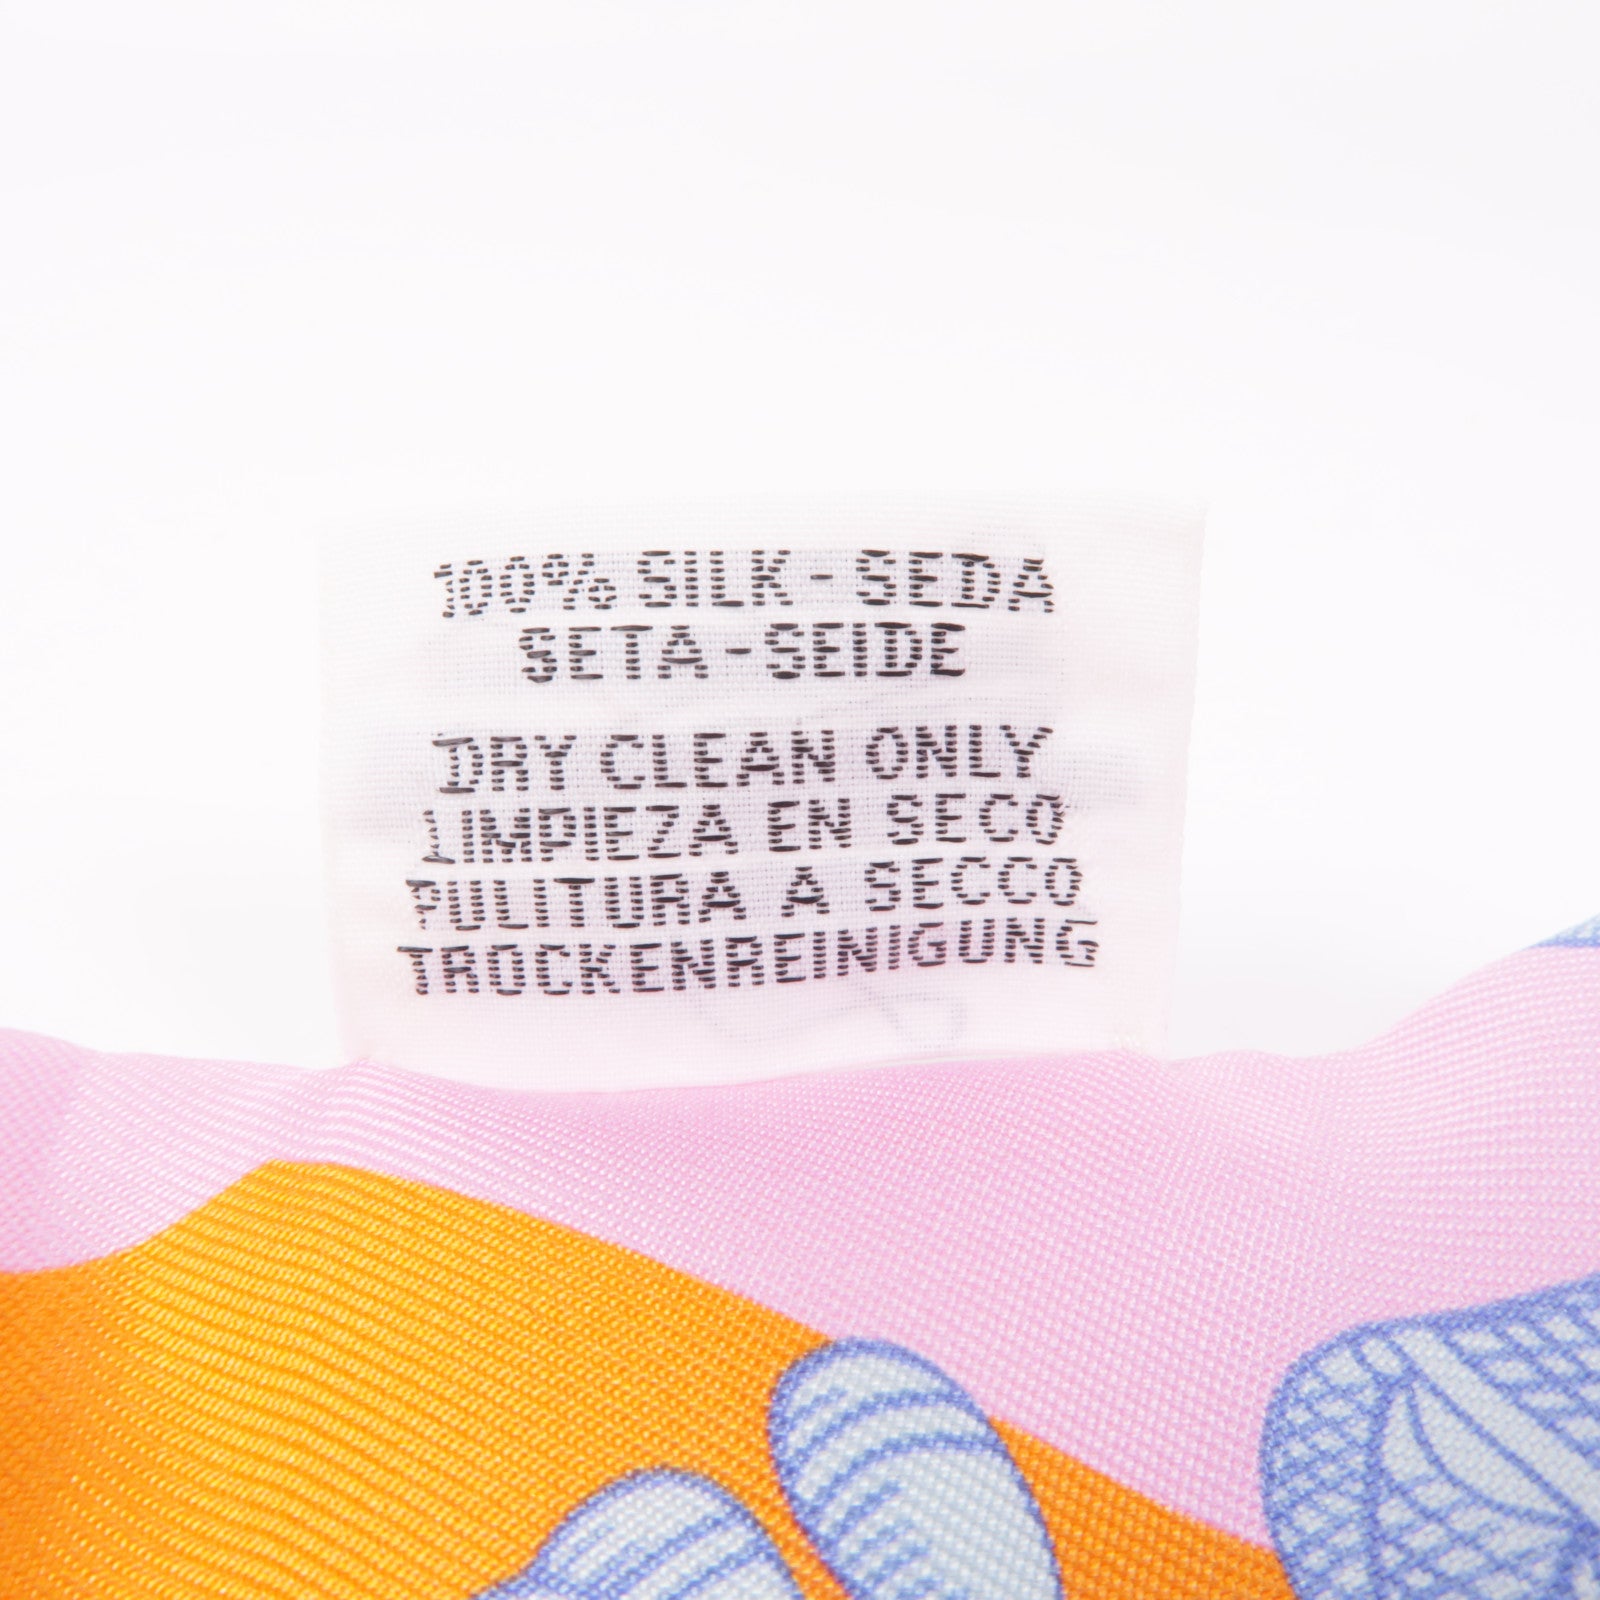 100% SILK - SEDA
SETA - SEIDE
DRY CLEAN ONLY
LIMPIEZA EN SECO
PULITURA A SECCO
TROCKENREINIGUNG